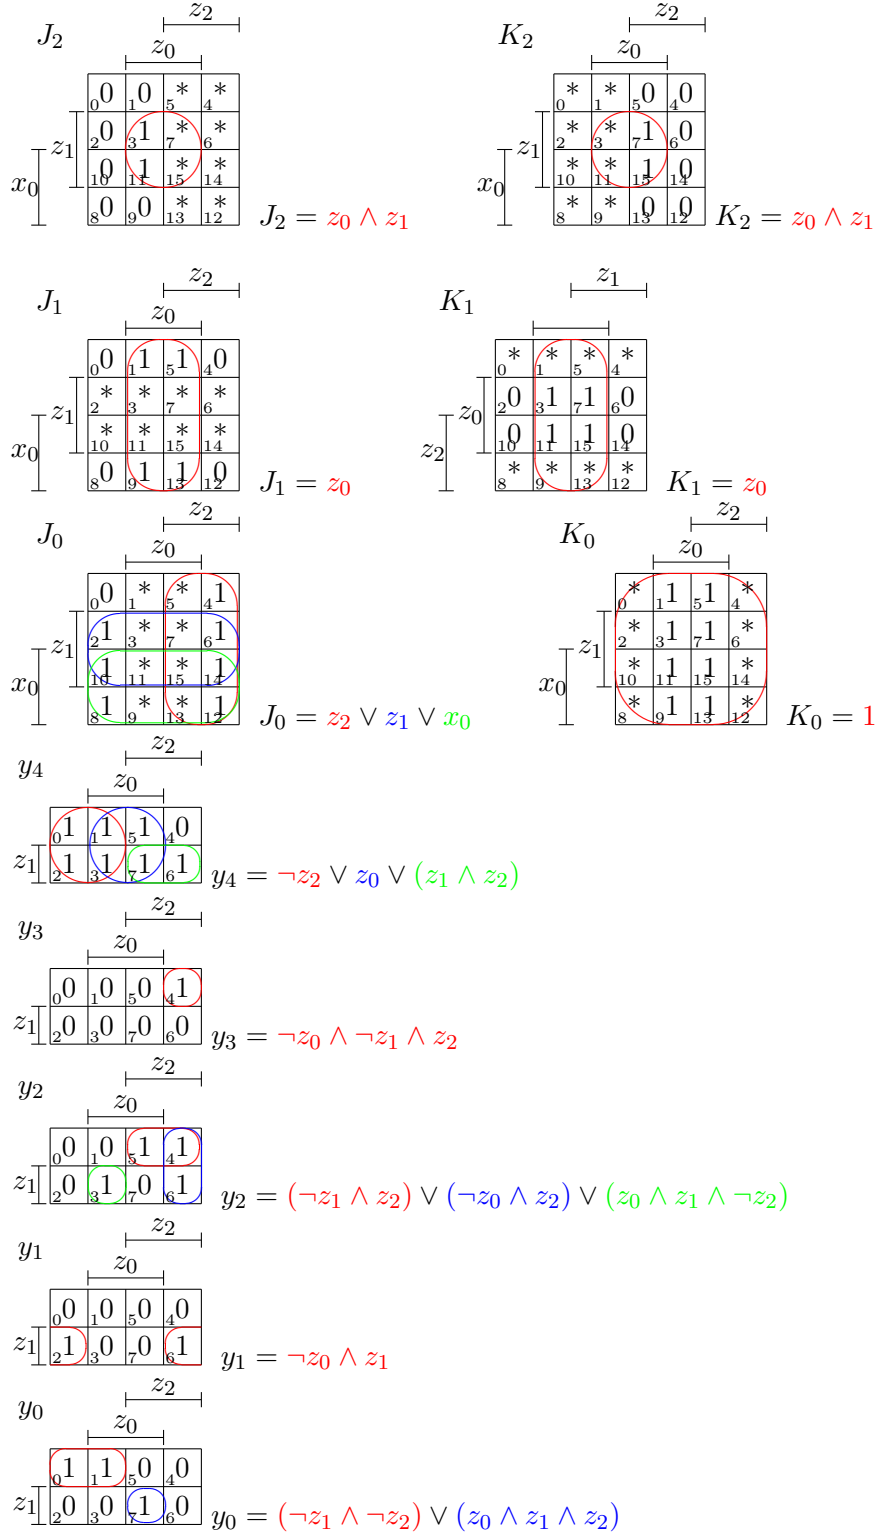 J₂
z₂
z₀
0 0 * *
0 1 5 4
z₁
0 1 * *
2 3 7 6
x₀
0 1 * *
10 11 15 14
0 0 * *
8 9 13 12
J₂ = z₀ ∧ z₁
K₂
z₂
z₀
* * 0 0
0 1 5 4
z₁
* * 1 0
2 3 7 6
x₀
* * 1 0
10 11 15 14
* * 0 0
8 9 13 12
K₂ = z₀ ∧ z₁
J₁
z₂
z₀
0 1 1 0
0 1 5 4
z₁
* * * *
2 3 7 6
x₀
* * * *
10 11 15 14
0 1 1 0
8 9 13 12
J₁ = z₀
K₁
z₁
* * * *
0 1 5 4
z₀
0 1 1 0
2 3 7 6
z₂
0 1 1 0
10 11 15 14
* * * *
8 9 13 12
K₁ = z₀
J₀
z₂
z₀
0 * * 1
0 1 5 4
z₁
1 * * 1
2 3 7 6
x₀
1 * * 1
10 11 15 14
1 * * 1
8 9 13 12
J₀ = z₂ ∨ z₁ ∨ x₀
K₀
z₂
z₀
* 1 1 *
0 1 5 4
z₁
* 1 1 *
2 3 7 6
x₀
* 1 1 *
10 11 15 14
* 1 1 *
8 9 13 12
K₀ = 1
y₄
z₂
z₀
1 1 1 0
0 1 5 4
z₁
1 1 1 1
2 3 7 6
y₄ = ¬z₂ ∨ z₀ ∨ (z₁ ∧ z₂)
y₃
z₂
z₀
0 0 0 1
0 1 5 4
z₁
0 0 0 0
2 3 7 6
y₃ = ¬z₀ ∧ ¬z₁ ∧ z₂
y₂
z₂
z₀
0 0 1 1
0 1 5 4
z₁
0 1 0 1
2 3 7 6
y₂ = (¬z₁ ∧ z₂) ∨ (¬z₀ ∧ z₂) ∨ (z₀ ∧ z₁ ∧ ¬z₂)
y₁
z₂
z₀
0 0 0 0
0 1 5 4
z₁
1 0 0 1
2 3 7 6
y₁ = ¬z₀ ∧ z₁
y₀
z₂
z₀
1 1 0 0
0 1 5 4
z₁
0 0 1 0
2 3 7 6
y₀ = (¬z₁ ∧ ¬z₂) ∨ (z₀ ∧ z₁ ∧ z₂)